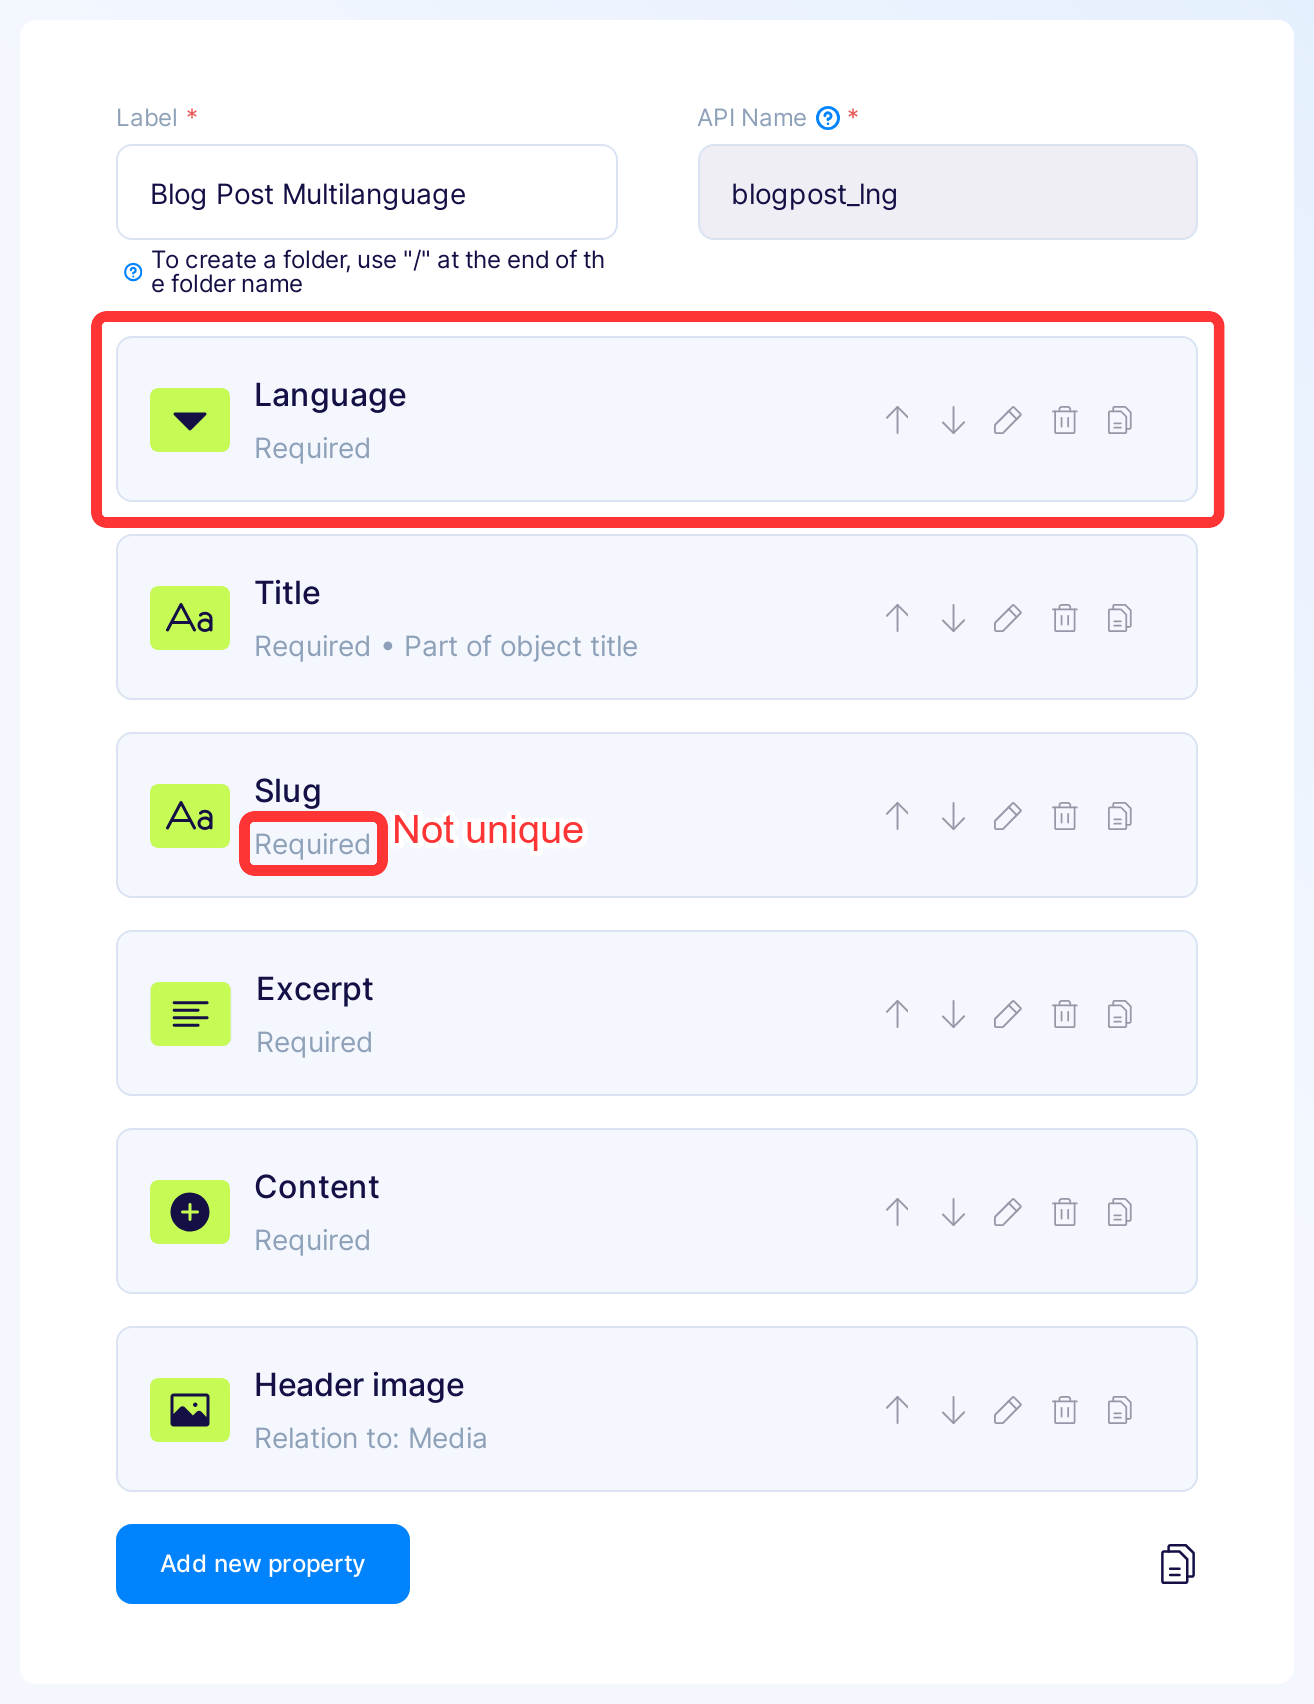 Label *
API Name *
Blog Post Multilanguage
blogpost_lng
To create a folder, use "/" at the end of th
e folder name
Language
Required
Aa
Title
Required • Part of object title
Aa
Slug
Required
Not unique
Excerpt
Required
Content
Required
Header image
Relation to: Media
Add new property